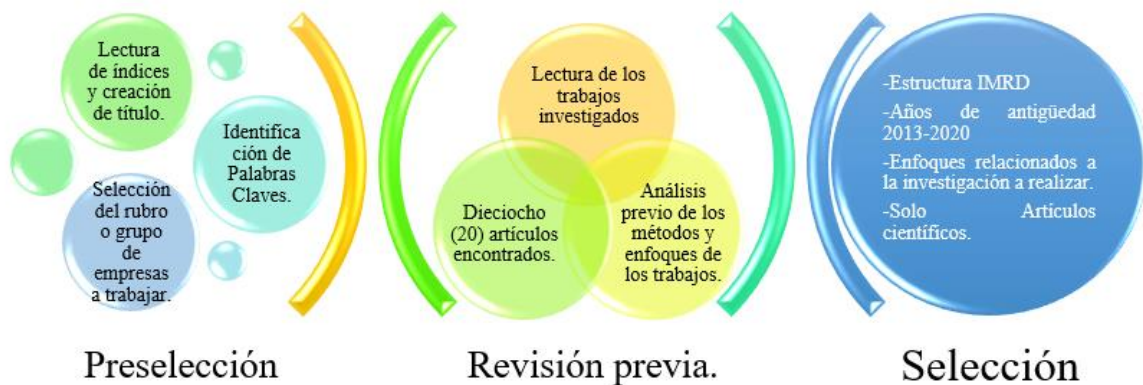 Lectura
de índices
y creación
de título.
Identifica
ción de
Palabras
Claves.
Selección
del rubro
o grupo
de
empresas
a trabajar.
Preselección
Lectura de los
trabajos
investigados
Dieciocho
(20) artículos
encontrados.
Análisis
previo de los
métodos y
enfoques de
los trabajos.
Revisión previa.
-Estructura IMRD
-Años de antigüedad
2013-2020
-Enfoques relacionados a
la investigación a realizar.
-Solo Artículos
científicos.
Selección